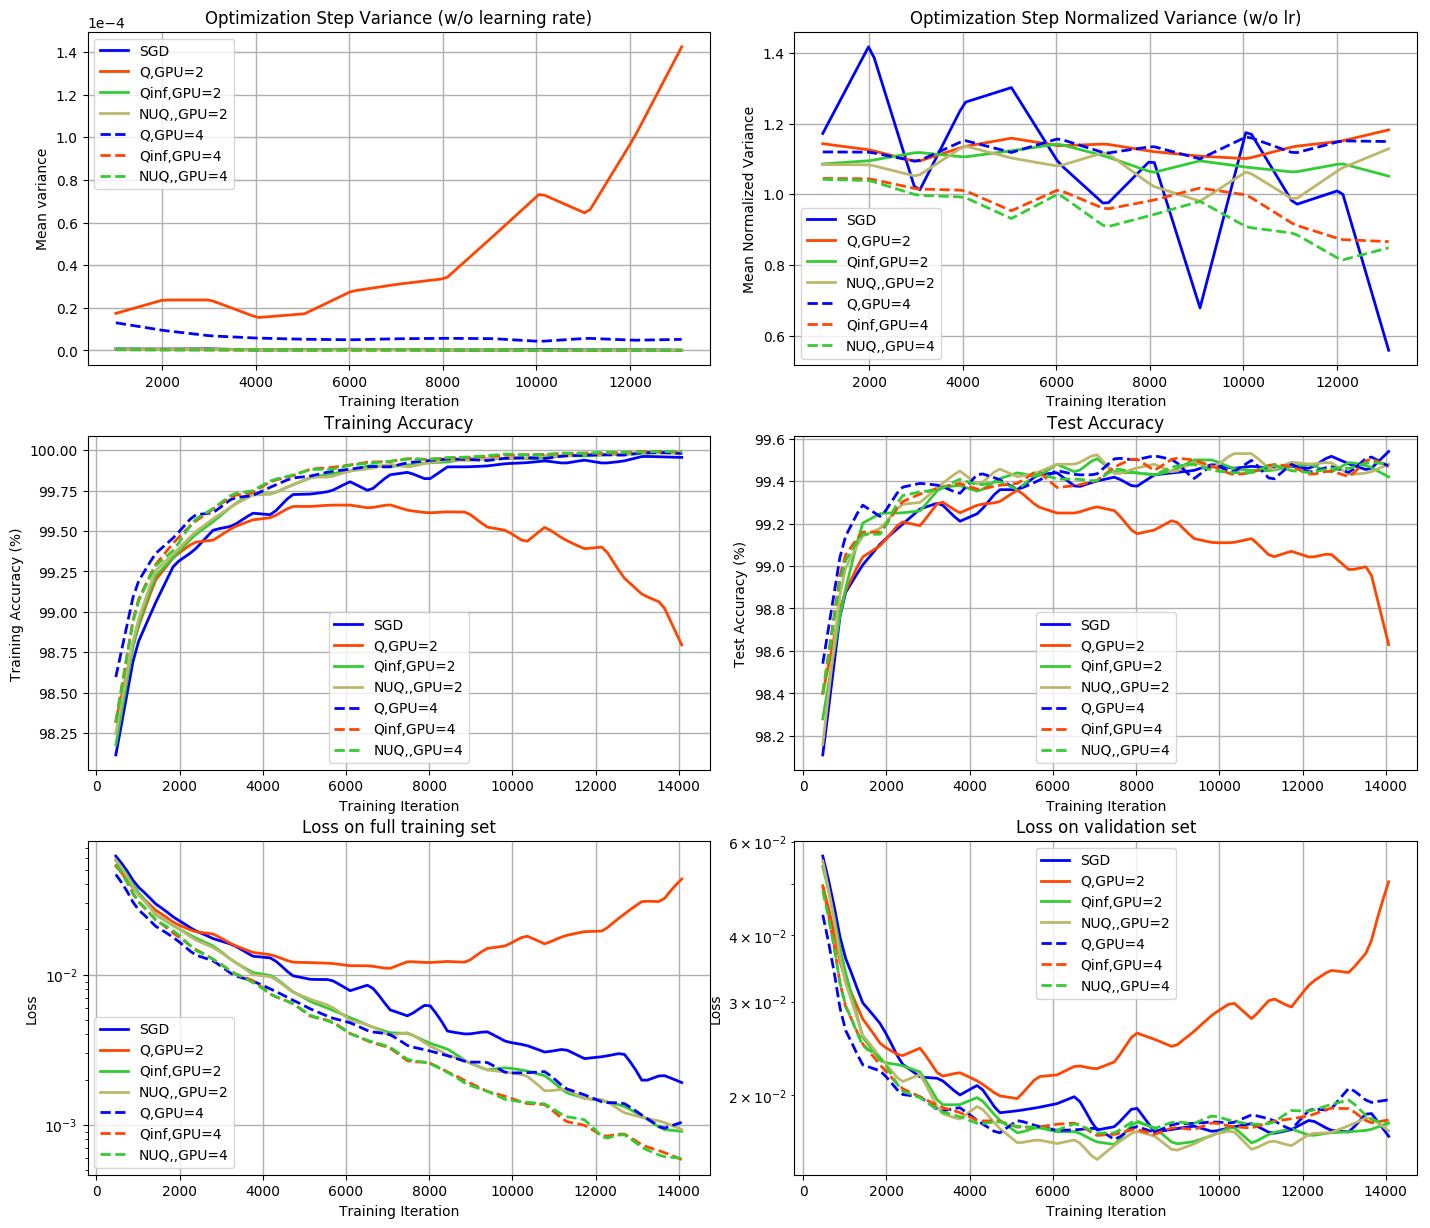 Optimization Step Variance (w/o learning rate)
1e−4
Mean variance
1.4
1.2
1.0
0.8
0.6
0.4
0.2
0.0
SGD
Q,GPU=2
Qinf,GPU=2
NUQ,,GPU=2
Q,GPU=4
Qinf,GPU=4
NUQ,,GPU=4
2000 4000 6000 8000 10000 12000
Training Iteration
Optimization Step Normalized Variance (w/o lr)
Mean Normalized Variance
1.4
1.2
1.0
0.8
0.6
SGD
Q,GPU=2
Qinf,GPU=2
NUQ,,GPU=2
Q,GPU=4
Qinf,GPU=4
NUQ,,GPU=4
2000 4000 6000 8000 10000 12000
Training Iteration
Training Accuracy
Training Accuracy (%)
100.00
99.75
99.50
99.25
99.00
98.75
98.50
98.25
SGD
Q,GPU=2
Qinf,GPU=2
NUQ,,GPU=2
Q,GPU=4
Qinf,GPU=4
NUQ,,GPU=4
0 2000 4000 6000 8000 10000 12000 14000
Training Iteration
Test Accuracy
Test Accuracy (%)
99.6
99.4
99.2
99.0
98.8
98.6
98.4
98.2
SGD
Q,GPU=2
Qinf,GPU=2
NUQ,,GPU=2
Q,GPU=4
Qinf,GPU=4
NUQ,,GPU=4
0 2000 4000 6000 8000 10000 12000 14000
Training Iteration
Loss on full training set
Loss
10⁻²
10⁻³
SGD
Q,GPU=2
Qinf,GPU=2
NUQ,,GPU=2
Q,GPU=4
Qinf,GPU=4
NUQ,,GPU=4
0 2000 4000 6000 8000 10000 12000 14000
Training Iteration
Loss on validation set
Loss
6 × 10⁻²
4 × 10⁻²
3 × 10⁻²
2 × 10⁻²
SGD
Q,GPU=2
Qinf,GPU=2
NUQ,,GPU=2
Q,GPU=4
Qinf,GPU=4
NUQ,,GPU=4
0 2000 4000 6000 8000 10000 12000 14000
Training Iteration